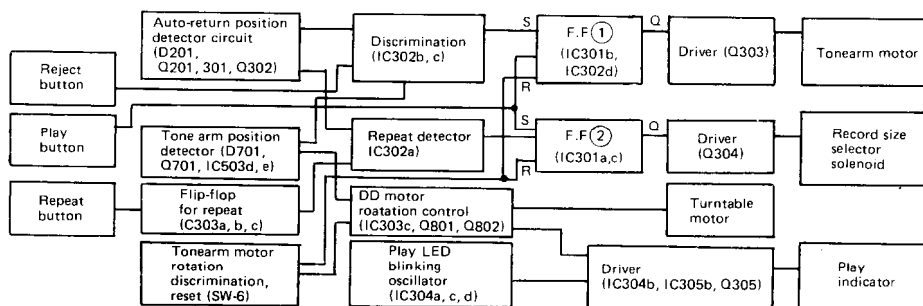 Auto-return position
detector circuit
(D201,
Q201, 301, Q302)
Discrimination
(IC302b, c)
S
R
F.F ①
(IC301b,
IC302d)
Q
Driver (Q303)
Tonearm motor
Reject
button
Play
button
Tone arm position
detector (D701,
Q701, IC503d, e)
Repeat detector
IC302a)
S
R
F.F ②
(IC301a,c)
Q
Driver
(Q304)
Record size
selector
solenoid
Repeat
button
Flip-flop
for repeat
(C303a, b, c)
DD motor
roatation control
(IC303c, Q801, Q802)
Turntable
motor
Tonearm motor
rotation
discrimination,
reset (SW-6)
Play LED
blinking
oscillator
(IC304a, c, d)
Driver
(IC304b, IC305b, Q305)
Play
indicator